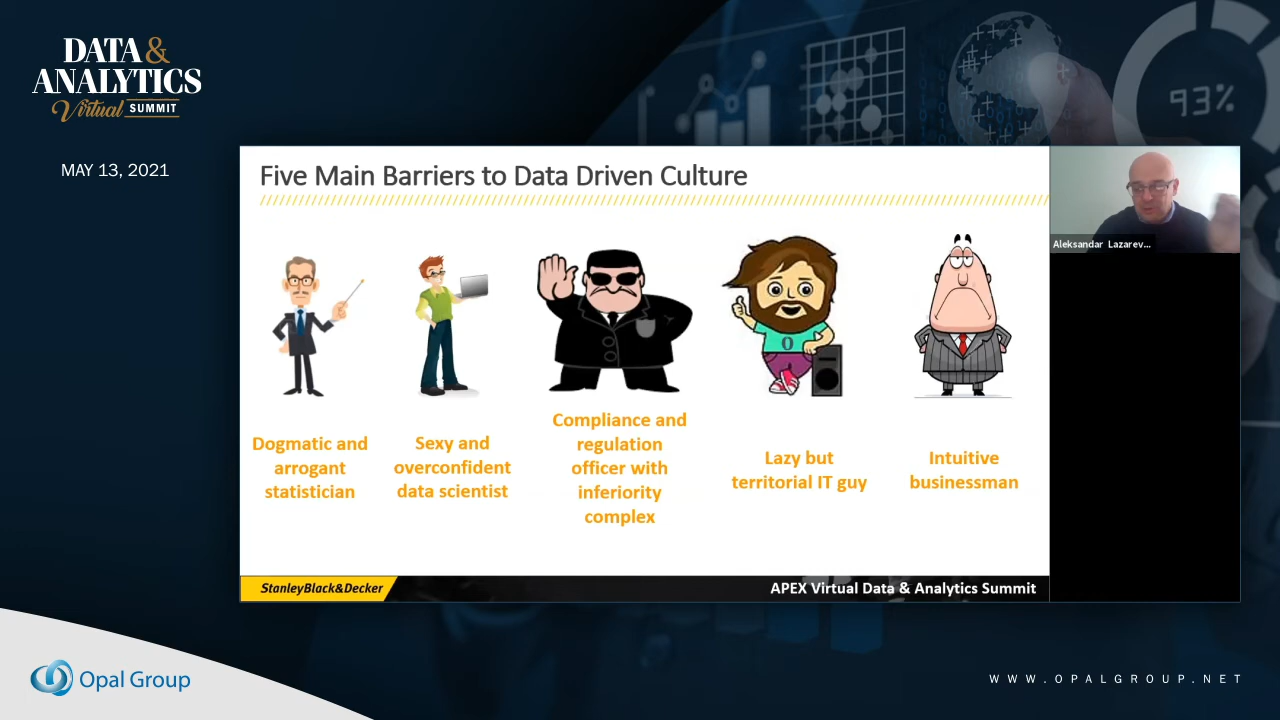 DATA &
ANALYTICS
Virtual SUMMIT
MAY 13, 2021
93%
Five Main Barriers to Data Driven Culture
Aleksandar Lazarev...
0
Dogmatic and
arrogant
statistician
Sexy and
overconfident
data scientist
Compliance and
regulation
officer with
inferiority
complex
Lazy but
territorial IT guy
Intuitive
businessman
StanleyBlack&Decker
APEX Virtual Data & Analytics Summit
Opal Group
WWW.OPALGROUP.NET